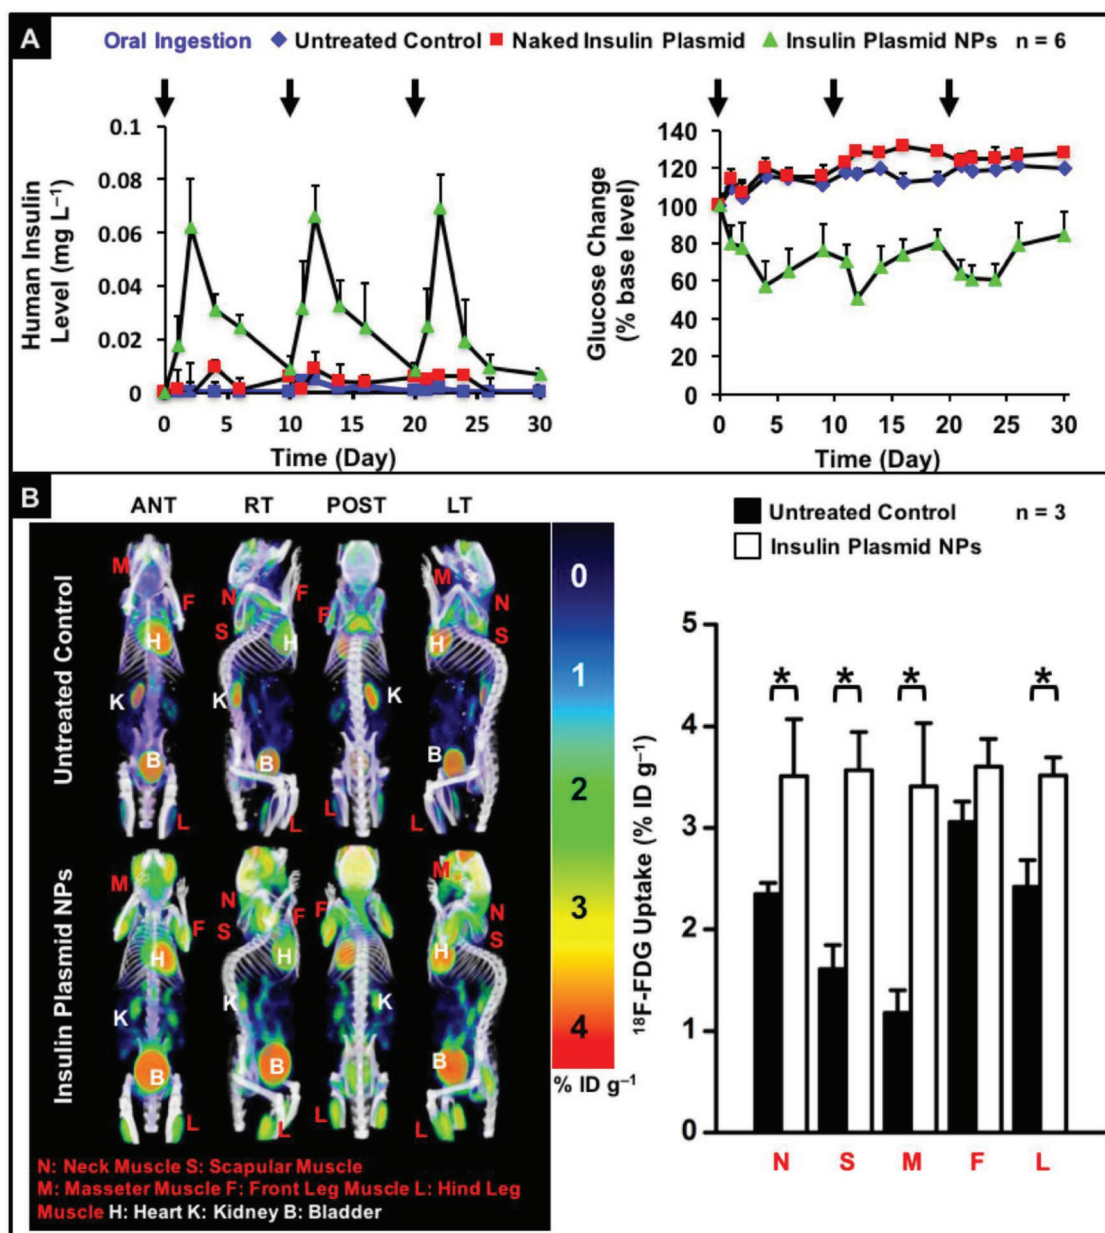 A
Oral Ingestion Untreated Control Naked Insulin Plasmid Insulin Plasmid NPs n = 6
Human Insulin
Level (mg L⁻¹)
0.1
0.08
0.06
0.04
0.02
0
0 5 10 15 20 25 30
Time (Day)
Glucose Change
(% base level)
140
120
100
80
60
40
20
0
0 5 10 15 20 25 30
Time (Day)
B
ANT RT POST LT
Untreated Control
M F N S F M F N S
H H H
K K K
B B B
L L L L
Insulin Plasmid NPs
M F N S F F M N S
H H H
K K K
B B B
L L L L
0
1
2
3
4
% ID g⁻¹
N: Neck Muscle S: Scapular Muscle
M: Masseter Muscle F: Front Leg Muscle L: Hind Leg
Muscle H: Heart K: Kidney B: Bladder
Untreated Control n = 3
Insulin Plasmid NPs
¹⁸F-FDG Uptake (% ID g⁻¹)
5
4
3
2
1
0
* * * *
N S M F L